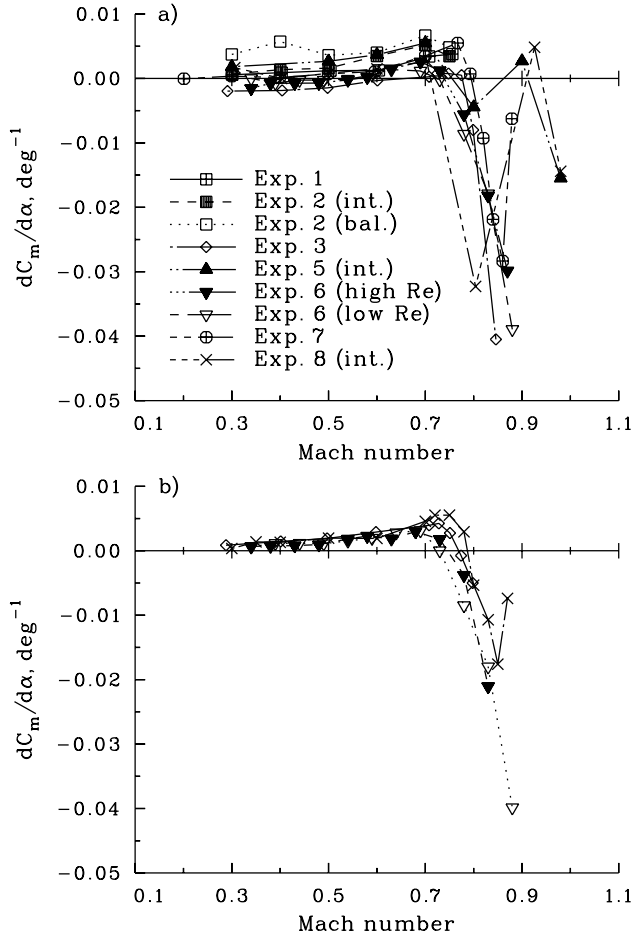 a)
0.01
0.00
−0.01
−0.02
−0.03
−0.04
−0.05
dCm/dα, deg−1
Exp. 1
Exp. 2 (int.)
Exp. 2 (bal.)
Exp. 3
Exp. 5 (int.)
Exp. 6 (high Re)
Exp. 6 (low Re)
Exp. 7
Exp. 8 (int.)
0.1 0.3 0.5 0.7 0.9 1.1
Mach number
b)
0.01
0.00
−0.01
−0.02
−0.03
−0.04
−0.05
dCm/dα, deg−1
0.1 0.3 0.5 0.7 0.9 1.1
Mach number